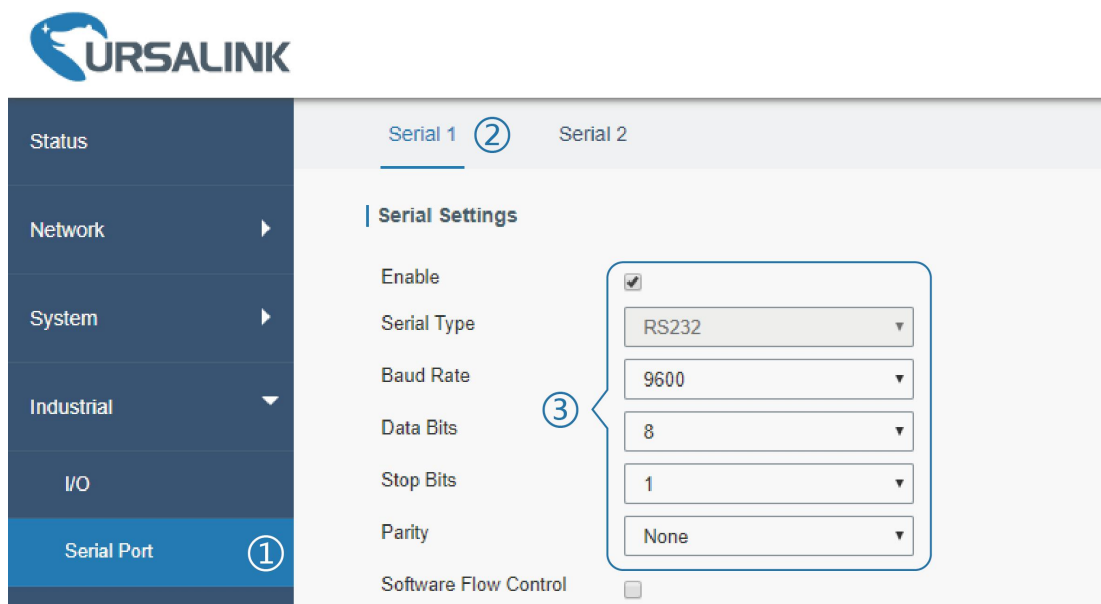 URSALINK
Status
Network
System
Industrial
I/O
Serial Port ①
Serial 1 ② Serial 2
Serial Settings
Enable
Serial Type RS232
Baud Rate 9600
③
Data Bits 8
Stop Bits 1
Parity None
Software Flow Control